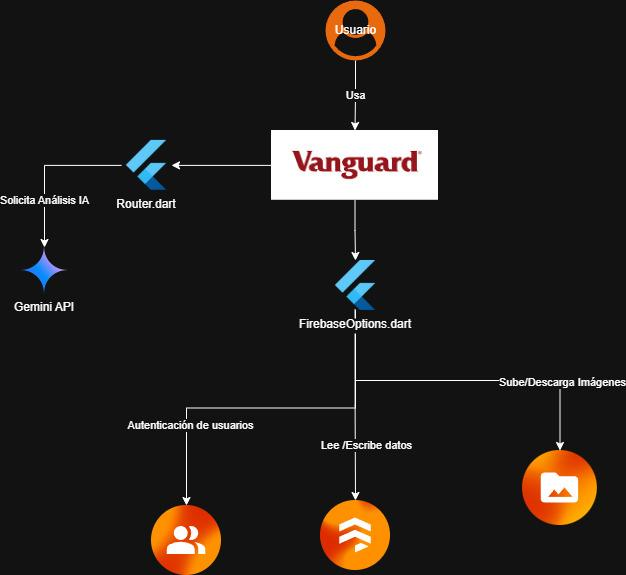 Usuario
Usa
Vanguard®
Router.dart
Solicita Análisis IA
Gemini API
FirebaseOptions.dart
Sube/Descarga Imágenes
Autenticación de usuarios
Lee /Escribe datos